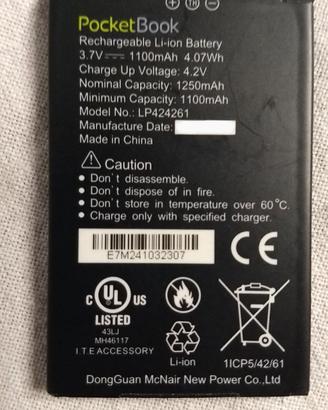 + TH -
PocketBook
Rechargeable Li-ion Battery
3.7V⎓ 1100mAh 4.07Wh
Charge Up Voltage: 4.2V
Nominal Capacity: 1250mAh
Minimum Capacity: 1100mAh
Model No.: LP424261
Manufacture Date:
Made in China
Caution
● Don`t disassemble.
● Don`t dispose of in fire.
● Don`t store in temperature over 60℃.
● Charge only with specified charger.
E7M241032307
CE
C UL US
LISTED
43LJ
MH46117
I.T.E ACCESSORY
Li-ion
1ICP5/42/61
DongGuan McNair New Power Co.,Ltd